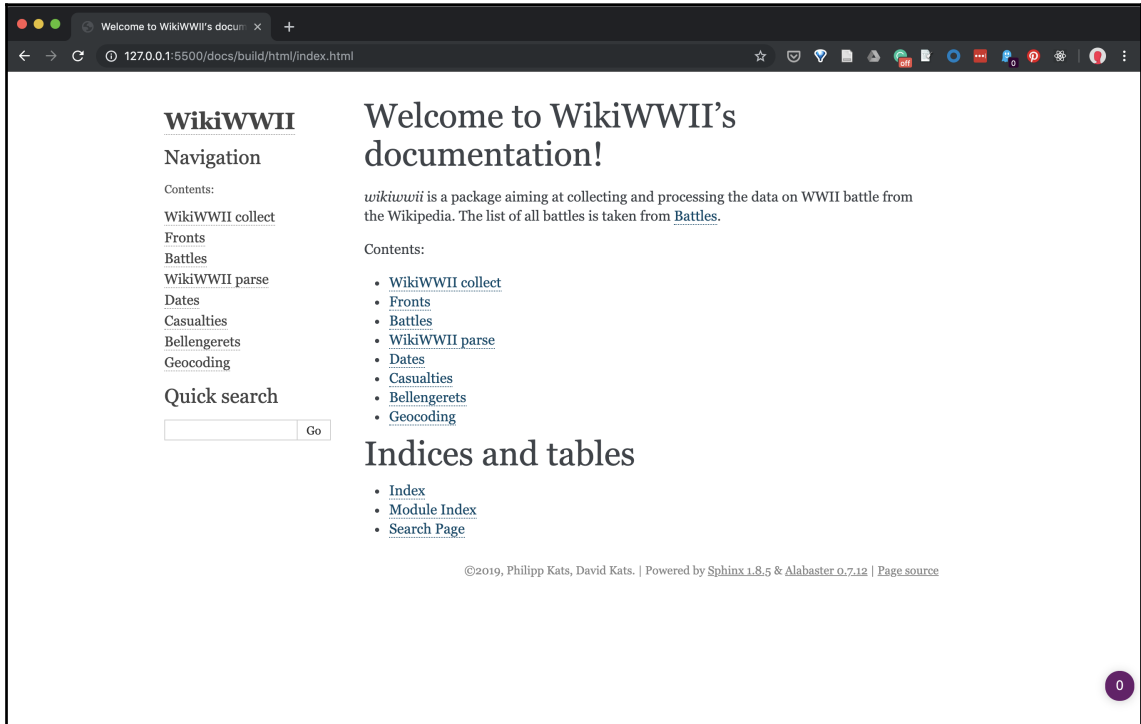 Welcome to WikiWWII's docum
127.0.0.1:5500/docs/build/html/index.html
off
0
WikiWWII
Navigation
Contents:
WikiWWII collect
Fronts
Battles
WikiWWII parse
Dates
Casualties
Bellengerets
Geocoding
Quick search
Go
Welcome to WikiWWII's
documentation!
wikiwwii is a package aiming at collecting and processing the data on WWII battle from
the Wikipedia. The list of all battles is taken from Battles.
Contents:
• WikiWWII collect
• Fronts
• Battles
• WikiWWII parse
• Dates
• Casualties
• Bellengerets
• Geocoding
Indices and tables
• Index
• Module Index
• Search Page
©2019, Philipp Kats, David Kats. | Powered by Sphinx 1.8.5 & Alabaster 0.7.12 | Page source
0